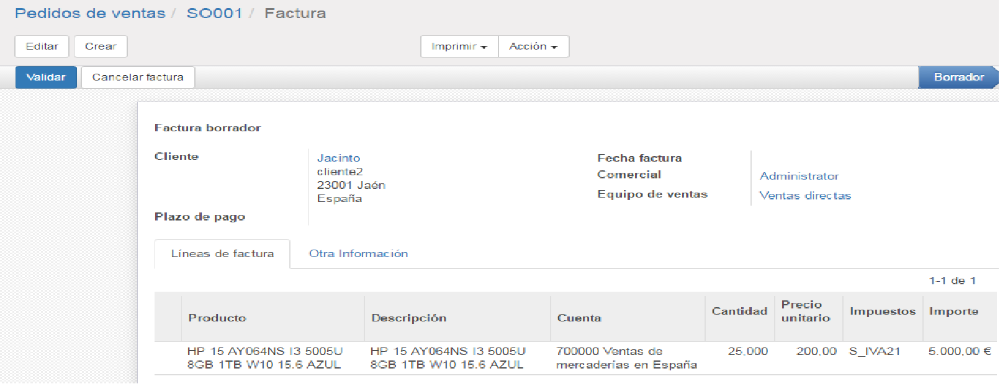 Pedidos de ventas / SO001 / Factura
Editar Crear Imprimir Acción
Validar Cancelar factura Borrador
Factura borrador
Cliente
Jacinto
cliente2
23001 Jaén
España
Plazo de pago
Fecha factura
Comercial Administrator
Equipo de ventas Ventas directas
Líneas de factura Otra Información
1-1 de 1
Producto Descripción Cuenta Cantidad Precio unitario Impuestos Importe
HP 15 AY064NS I3 5005U HP 15 AY064NS I3 5005U 700000 Ventas de 25,000 200,00 S_IVA21 5.000,00 €
8GB 1TB W10 15.6 AZUL 8GB 1TB W10 15.6 AZUL mercaderías en España